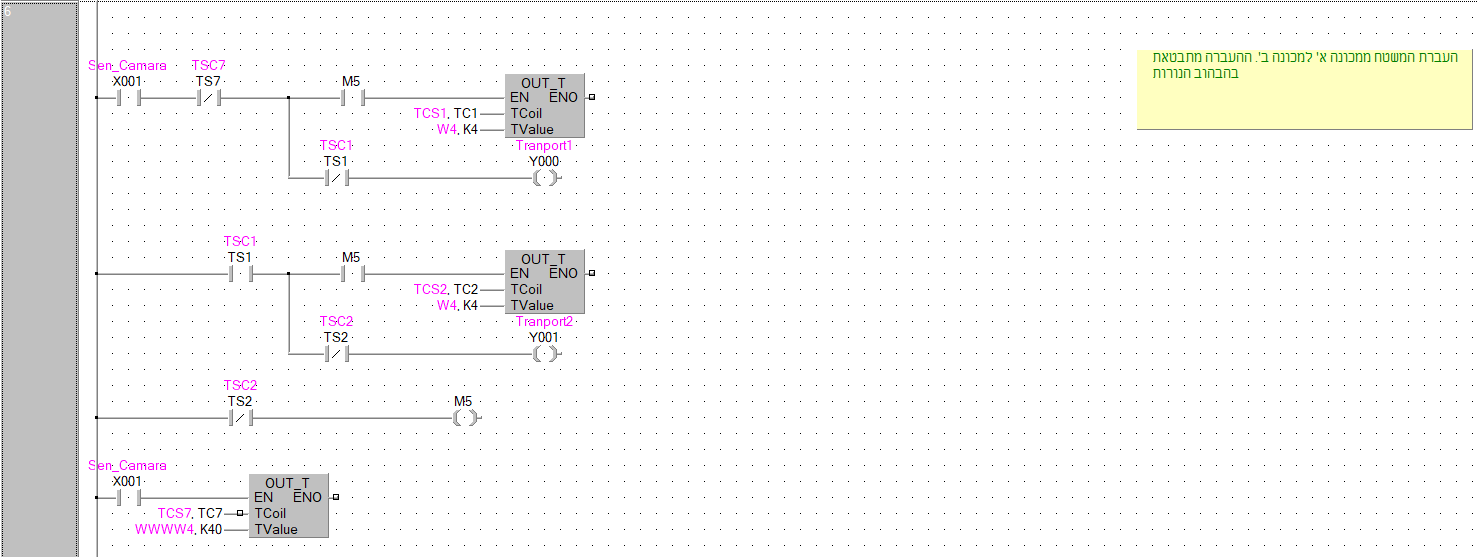 6
העברת המשטח ממכונה א' למכונה ב'. ההעברה מתבטאת
בהבהוב הנורות
Sen_Camara TSC7
X001 TS7 M5 OUT_T
EN ENO
TCS1, TC1 TCoil
W4, K4 TValue
TSC1 Tranport1
TS1 Y000
TSC1
TS1 M5 OUT_T
EN ENO
TCS2, TC2 TCoil
W4, K4 TValue
TSC2 Tranport2
TS2 Y001
TSC2
TS2 M5
Sen_Camara
X001 OUT_T
EN ENO
TCS7, TC7 TCoil
WWWW4, K40 TValue